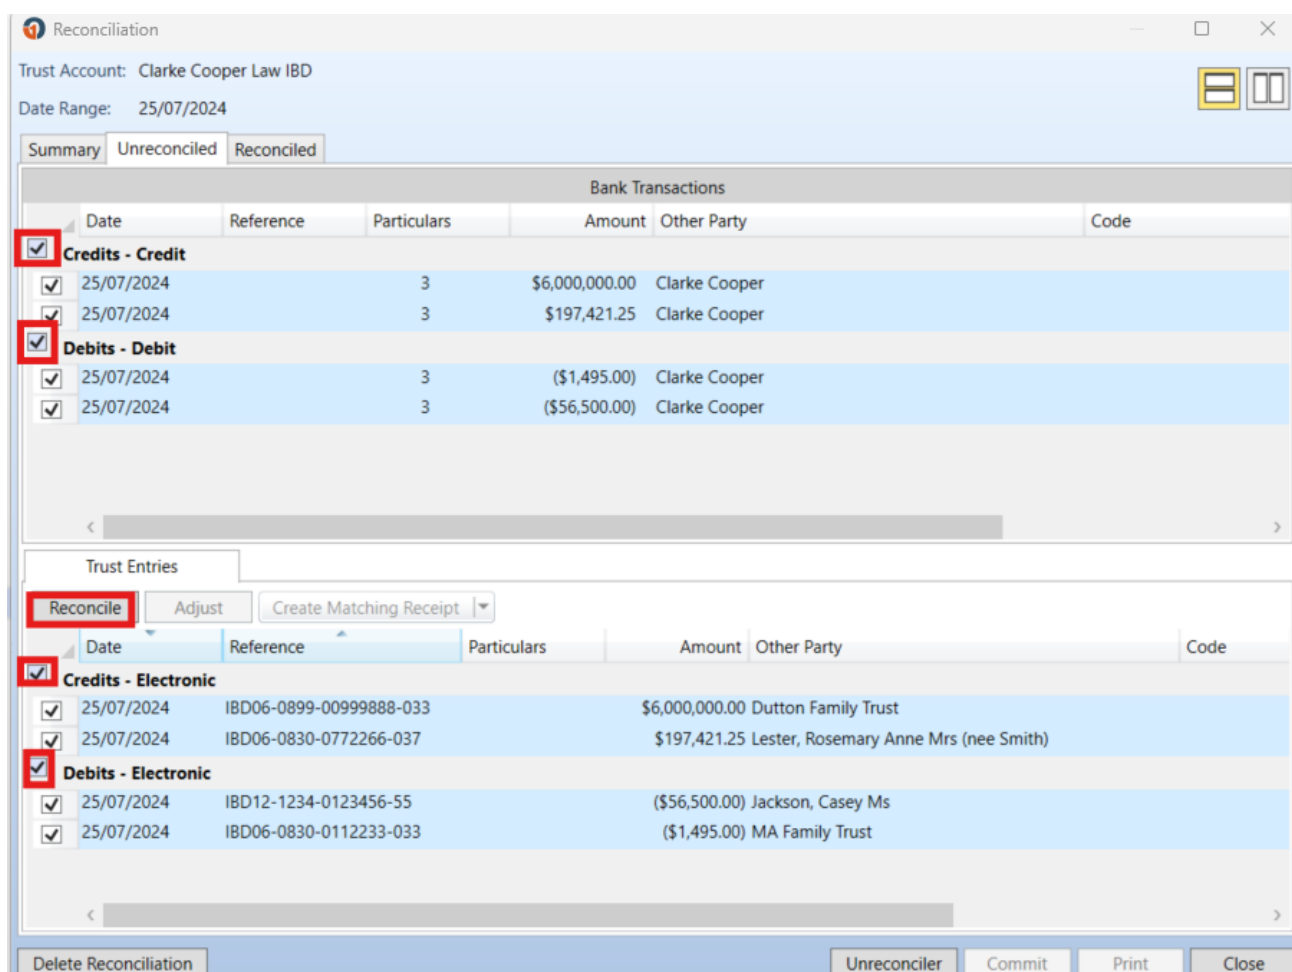 Reconciliation
Trust Account: Clarke Cooper Law IBD
Date Range: 25/07/2024
Summary Unreconciled Reconciled
Bank Transactions
Date Reference Particulars Amount Other Party Code
Credits - Credit
25/07/2024 3 $6,000,000.00 Clarke Cooper
25/07/2024 3 $197,421.25 Clarke Cooper
Debits - Debit
25/07/2024 3 ($1,495.00) Clarke Cooper
25/07/2024 3 ($56,500.00) Clarke Cooper
Trust Entries
Reconcile Adjust Create Matching Receipt
Date Reference Particulars Amount Other Party Code
Credits - Electronic
25/07/2024 IBD06-0899-00999888-033 $6,000,000.00 Dutton Family Trust
25/07/2024 IBD06-0830-0772266-037 $197,421.25 Lester, Rosemary Anne Mrs (nee Smith)
Debits - Electronic
25/07/2024 IBD12-1234-0123456-55 ($56,500.00) Jackson, Casey Ms
25/07/2024 IBD06-0830-0112233-033 ($1,495.00) MA Family Trust
Delete Reconciliation Unreconciler Commit Print Close